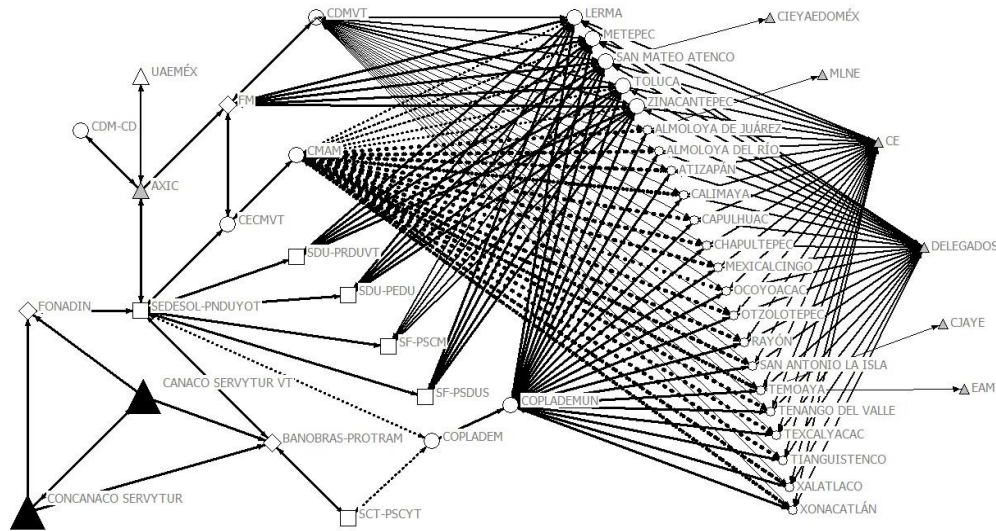 CDMVT
LERMA
CIEYAEDOMÉX
METEPEC
SAN MATEO ATENCO
UAEMÉX
MLNE
TOLUCA
FM
ZINACANTEPEC
CDM-CD
ALMOLOYA DE JUÁREZ
CE
CMAM
ALMOLOYA DEL RÍO
ATIZAPÁN
AXIC
CALIMAYA
CECMVT
CAPULHUAC
CHAPULTEPEC
DELEGADOS
SDU-PRDUVT
MEXICALCINGO
SDU-PEDU
OCOYOACAC
FONADIN
SEDESOL-PNDUYOT
OTZOLOTEPEC
CJAYE
SF-PSCM
RAYÓN
SAN ANTONIO LA ISLA
CANACO SERVYTUR VT
SF-PSDUS
TEMOAYA
EAM
COPLADEMUN
TENANGO DEL VALLE
BANOBRAS-PROTRAM
COPLADEM
TEXCALYACAC
TIANGUISTENCO
CONCANACO SERVYTUR
XALATLACO
SCT-PSCYT
XONACATLÁN